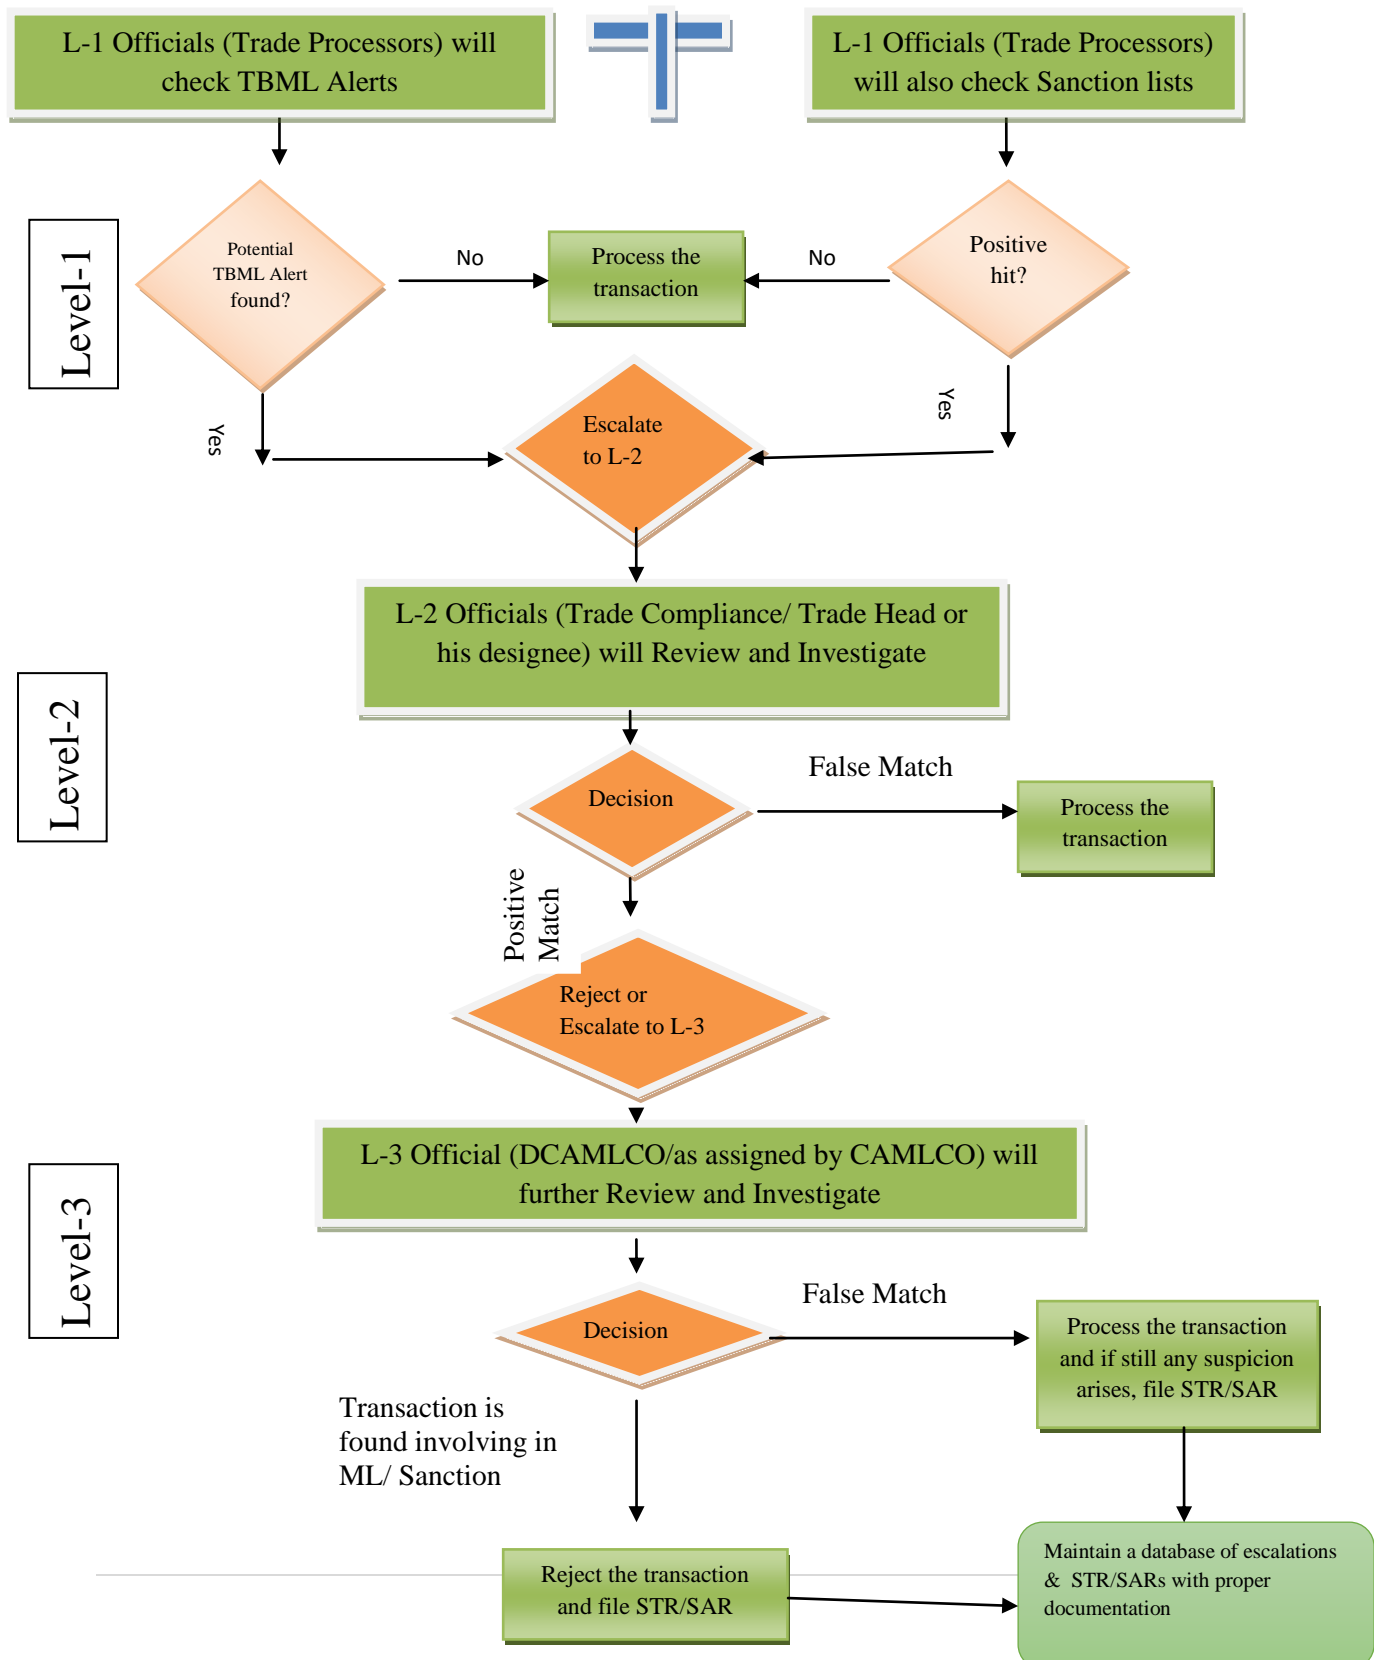 L-1 Officials (Trade Processors) will
check TBML Alerts
L-1 Officials (Trade Processors)
will also check Sanction lists
Level-1
Potential
TBML Alert
found?
No
Process the
transaction
No
Positive
hit?
Yes
Escalate
to L-2
Yes
L-2 Officials (Trade Compliance/ Trade Head or
his designee) will Review and Investigate
Level-2
Decision
False Match
Process the
transaction
Positive
Match
Reject or
Escalate to L-3
L-3 Official (DCAMLCO/as assigned by CAMLCO) will
further Review and Investigate
Level-3
Decision
False Match
Process the transaction
and if still any suspicion
arises, file STR/SAR
Transaction is
found involving in
ML/ Sanction
Reject the transaction
and file STR/SAR
Maintain a database of escalations
& STR/SARs with proper
documentation